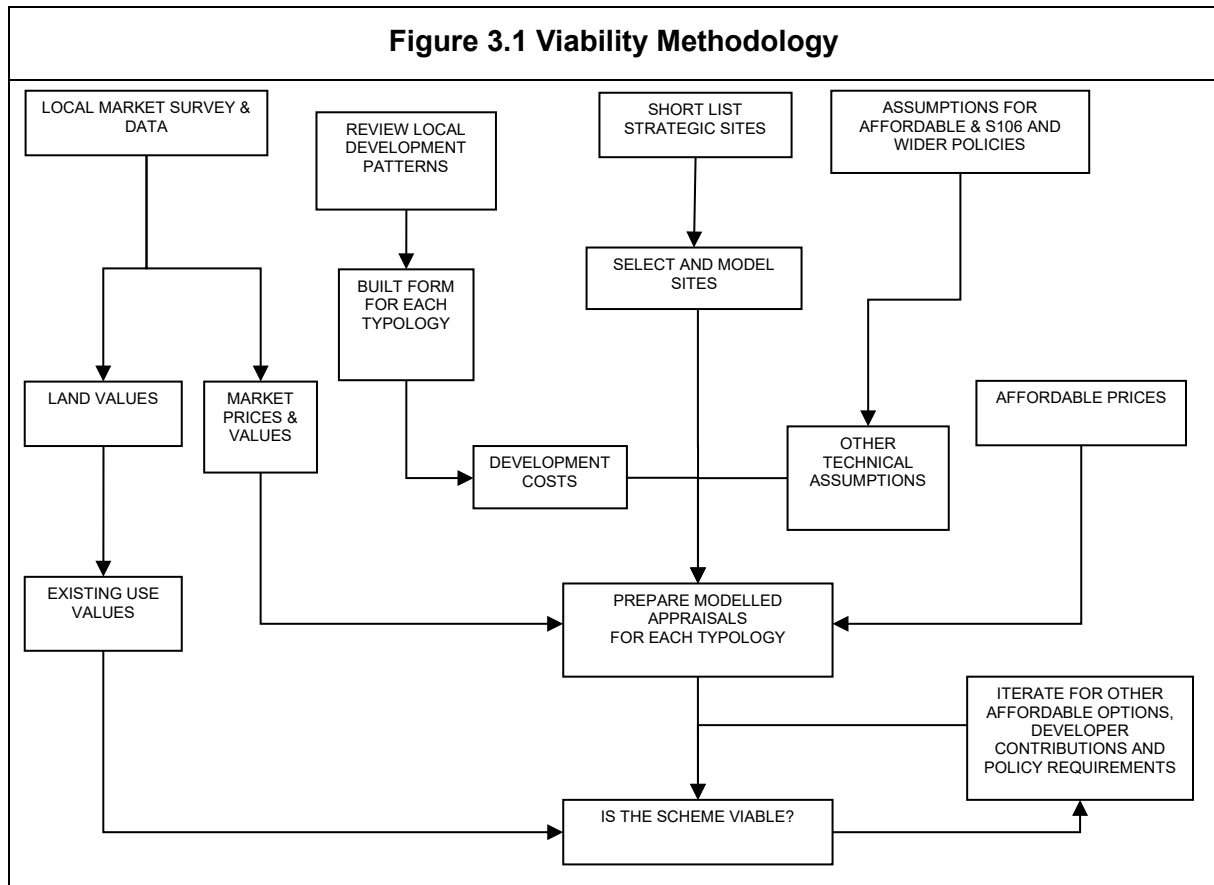 Figure 3.1 Viability Methodology
LOCAL MARKET SURVEY &
DATA
REVIEW LOCAL
DEVELOPMENT
PATTERNS
SHORT LIST
STRATEGIC SITES
ASSUMPTIONS FOR
AFFORDABLE & S106 AND
WIDER POLICIES
BUILT FORM
FOR EACH
TYPOLOGY
SELECT AND MODEL
SITES
LAND VALUES
MARKET
PRICES &
VALUES
DEVELOPMENT
COSTS
OTHER
TECHNICAL
ASSUMPTIONS
AFFORDABLE PRICES
EXISTING USE
VALUES
PREPARE MODELLED
APPRAISALS
FOR EACH TYPOLOGY
ITERATE FOR OTHER
AFFORDABLE OPTIONS,
DEVELOPER
CONTRIBUTIONS AND
POLICY REQUIREMENTS
IS THE SCHEME VIABLE?